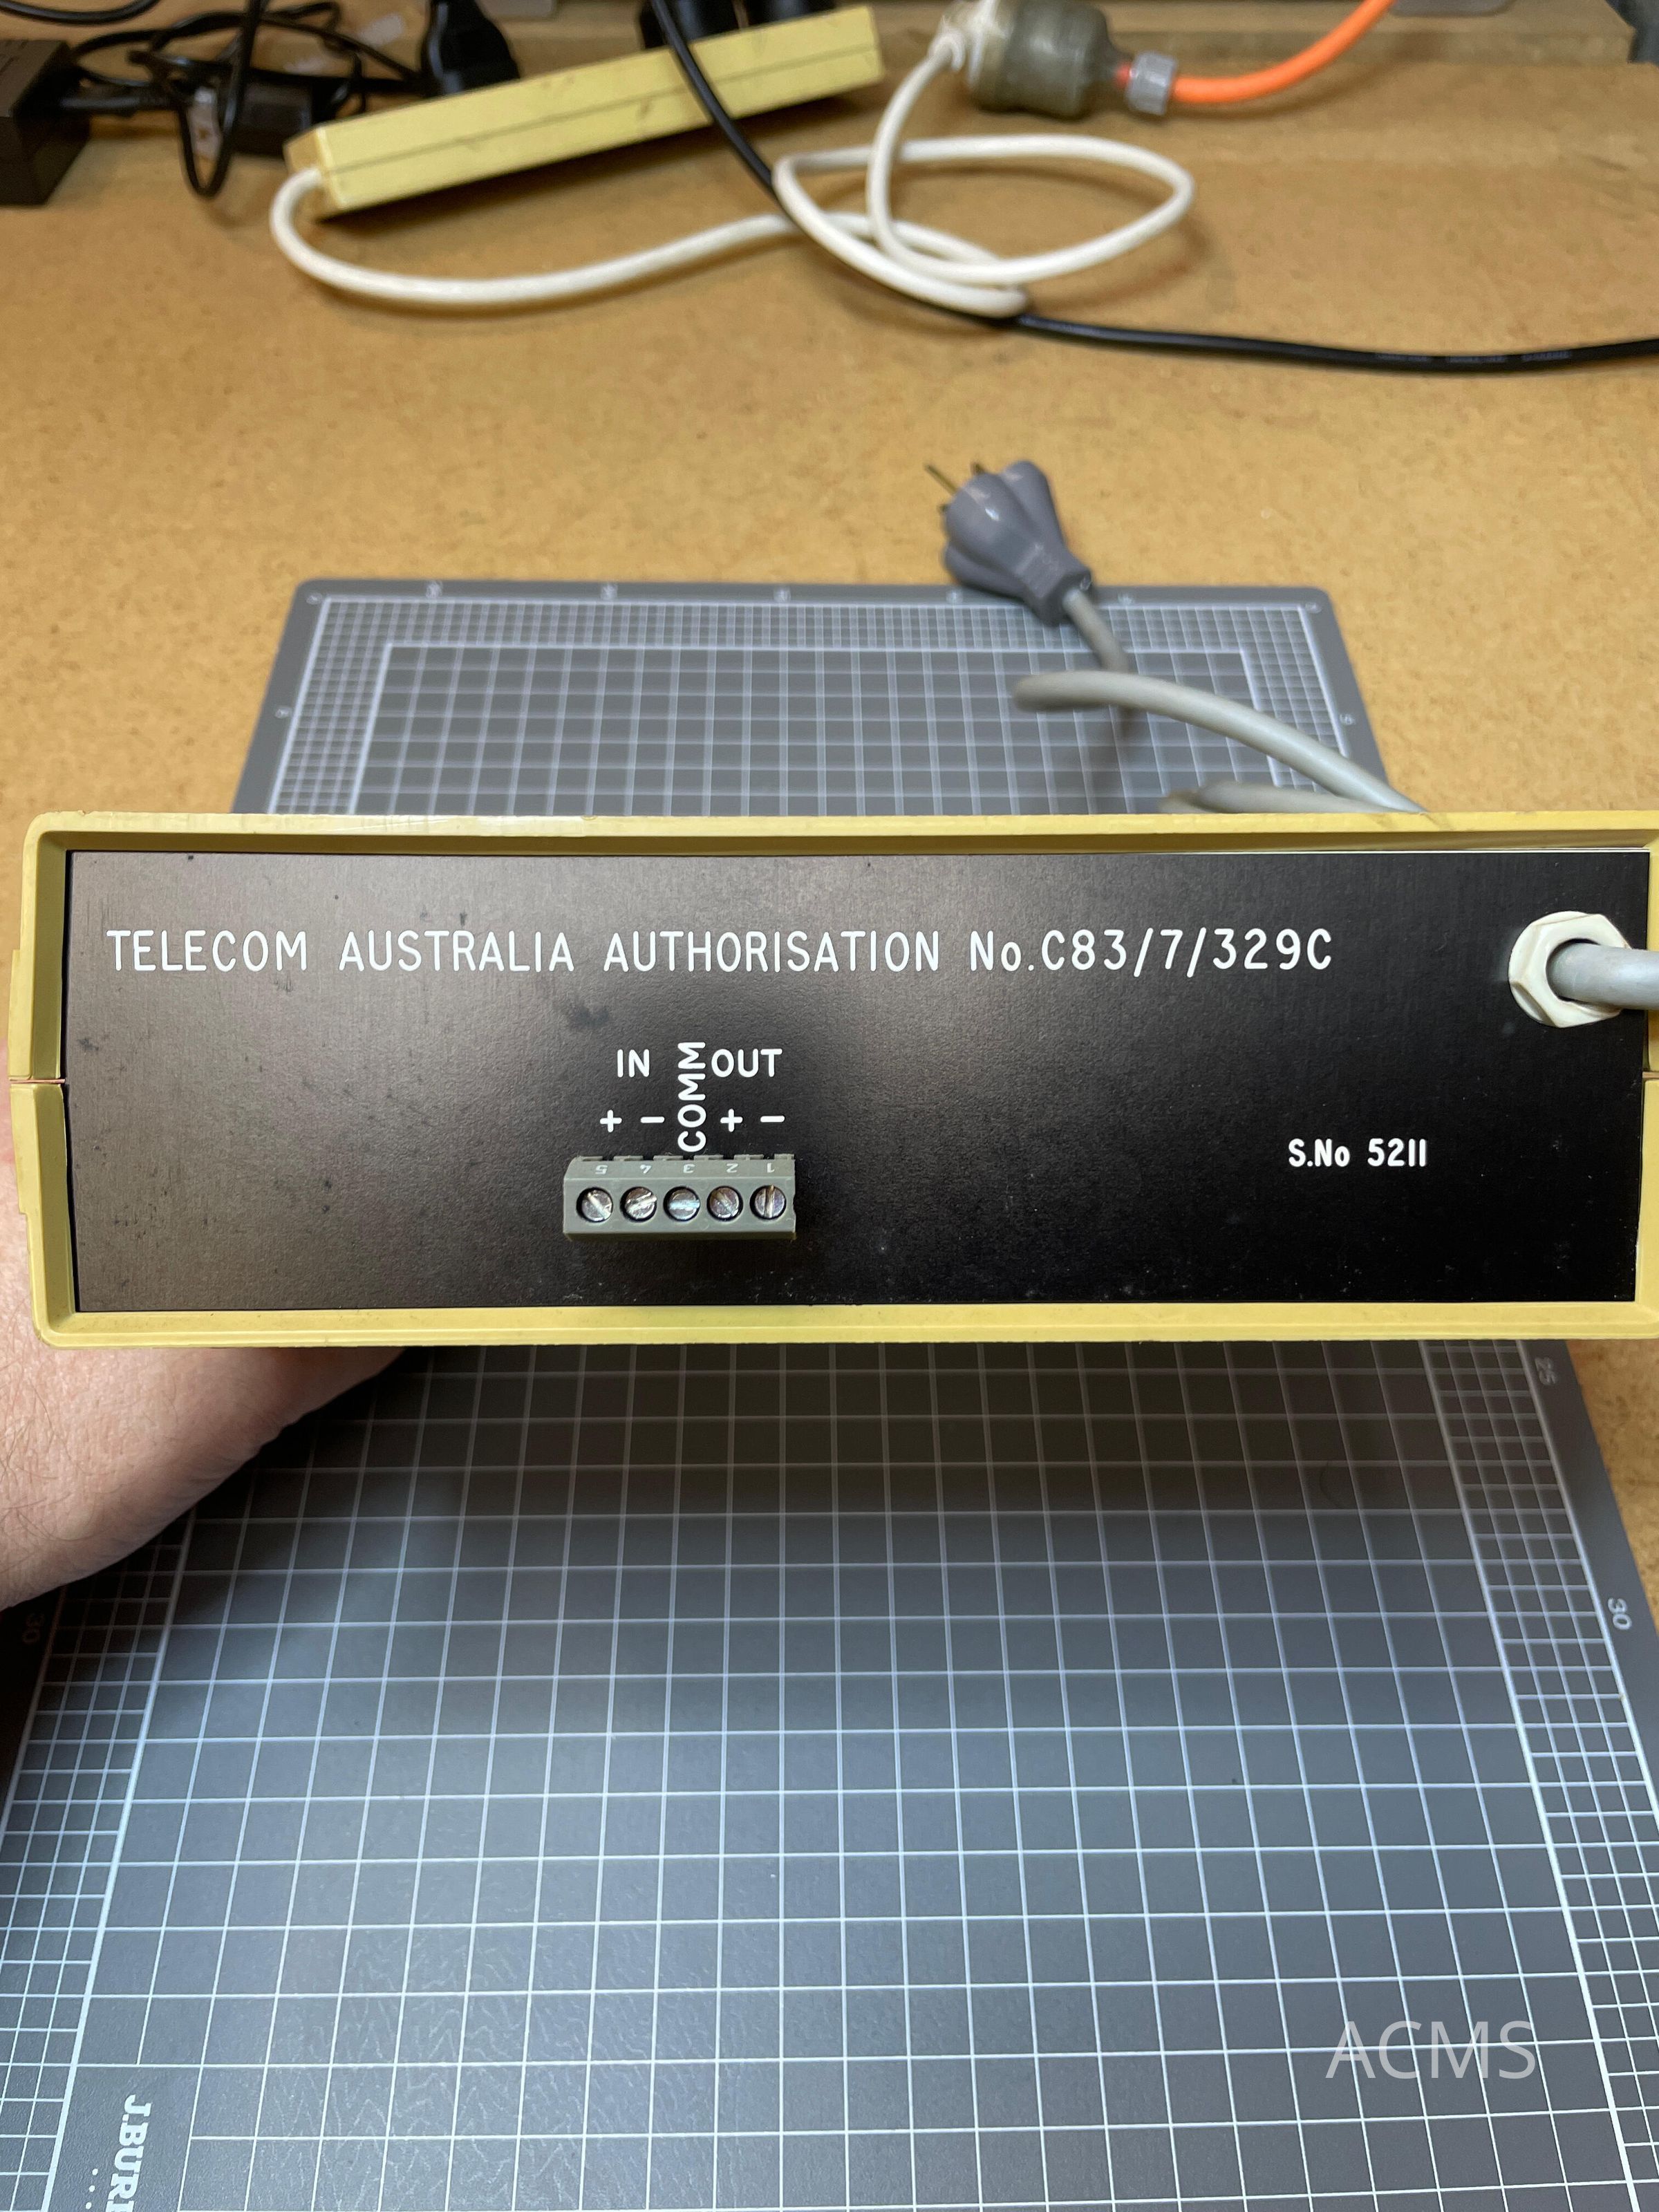 TELECOM AUSTRALIA AUTHORISATION No.C83/7/329C
IN COMM OUT
+ − + −
5 4 3 2 1
S.No 5211
25
30
30
ACMS